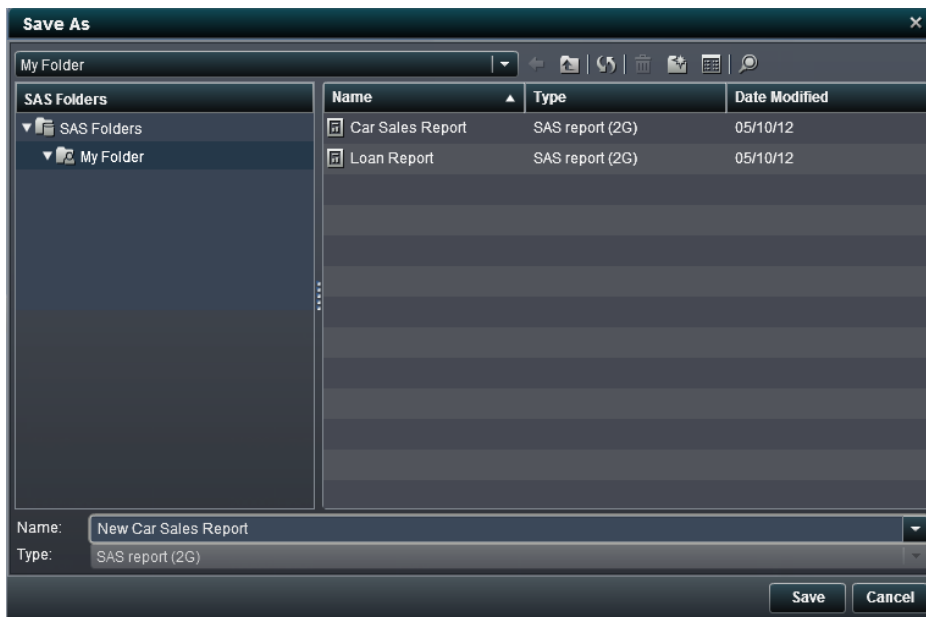 Save As
My Folder
SAS Folders
Name Type Date Modified
SAS Folders
Car Sales Report SAS report (2G) 05/10/12
My Folder
Loan Report SAS report (2G) 05/10/12
Name: New Car Sales Report
Type: SAS report (2G)
Save Cancel